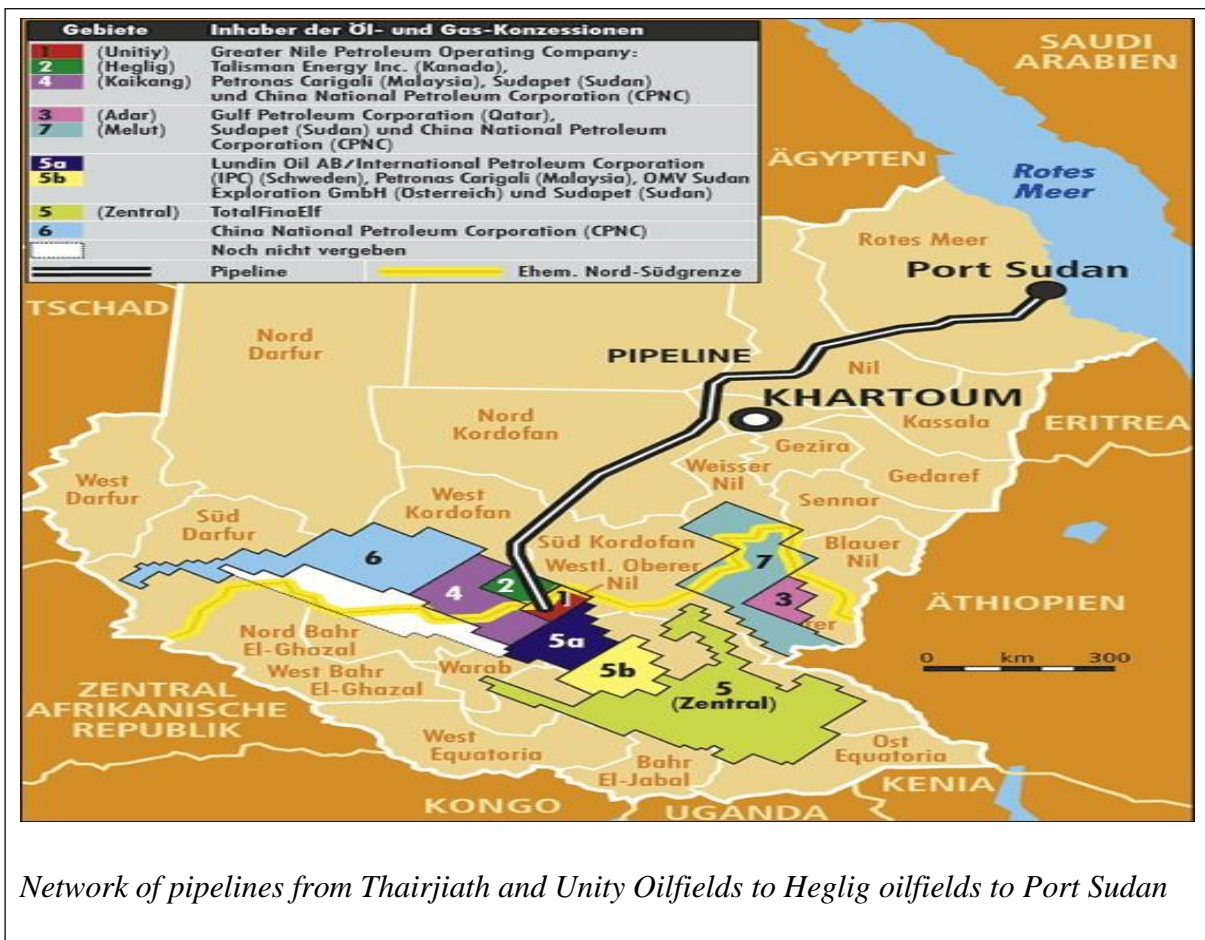 Gebiete Inhaber der Öl- und Gas-Konzessionen
1 (Unitiy) Greater Nile Petroleum Operating Company:
2 (Heglig) Talisman Energy Inc. (Kanada),
4 (Kaikang) Petronas Carigali (Malaysia), Sudapet (Sudan)
und China National Petroleum Corporation (CPNC)
3 (Adar) Gulf Petroleum Corporation (Qatar),
7 (Melut) Sudapet (Sudan) und China National Petroleum
Corporation (CPNC)
5a Lundin Oil AB/International Petroleum Corporation
5b (IPC) (Schweden), Petronas Carigali (Malaysia), OMV Sudan
Exploration GmbH (Österreich) und Sudapet (Sudan)
5 (Zentral) TotalFinaElf
6 China National Petroleum Corporation (CPNC)
Noch nicht vergeben
Pipeline Ehem. Nord-Südgrenze
SAUDI
ARABIEN
ÄGYPTEN
Rotes
Meer
Rotes Meer
Port Sudan
TSCHAD
Nord
Darfur
PIPELINE
Nil
KHARTOUM
Nord
Kordofan
Kassala
ERITREA
Gezira
Weisser
Nil
Gedaref
West
Darfur
West
Kordofan
Sennar
Süd
Darfur
Süd Kordofan
Blauer
Nil
6
7
Westl. Oberer
Nil
4
2
1
3
ÄTHIOPIEN
rer
Nord Bahr
El-Ghazal
5a
0 km 300
West Bahr
El-Ghazal
Warab
5b
5
(Zentral)
ZENTRAL
AFRIKANISCHE
REPUBLIK
West
Equatoria
Ost
Equatoria
Bahr
El-Jabal
KENIA
KONGO
UGANDA
Network of pipelines from Thairjiath and Unity Oilfields to Heglig oilfields to Port Sudan